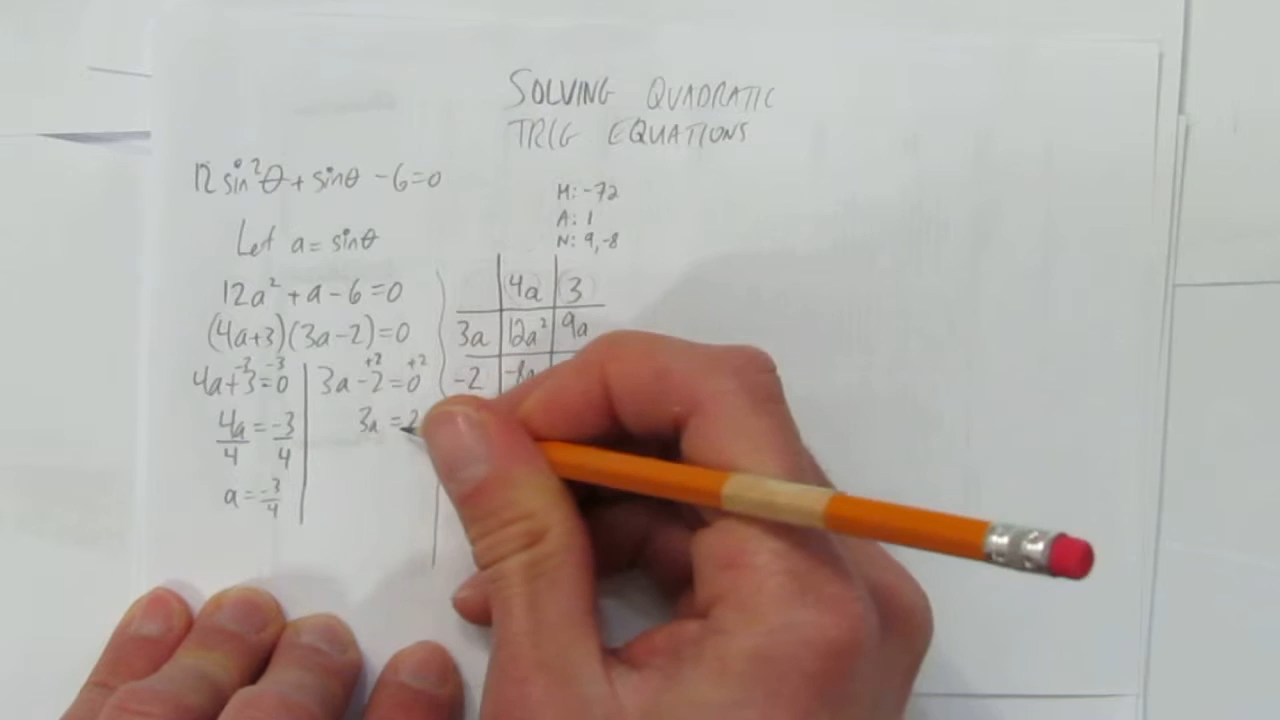 SOLVING QUADRATIC
TRIG EQUATIONS
12 sin²θ + sinθ - 6 = 0
Let a = sinθ
12a² + a - 6 = 0
(4a+3)(3a-2) = 0
-3 -3
4a+3=0
4a = -3
4 4
a = -3/4
+2 +2
3a - 2 = 0
3a = 2
M: -72
A: 1
N: 9, -8
4a 3
3a 12a² 9a
-2